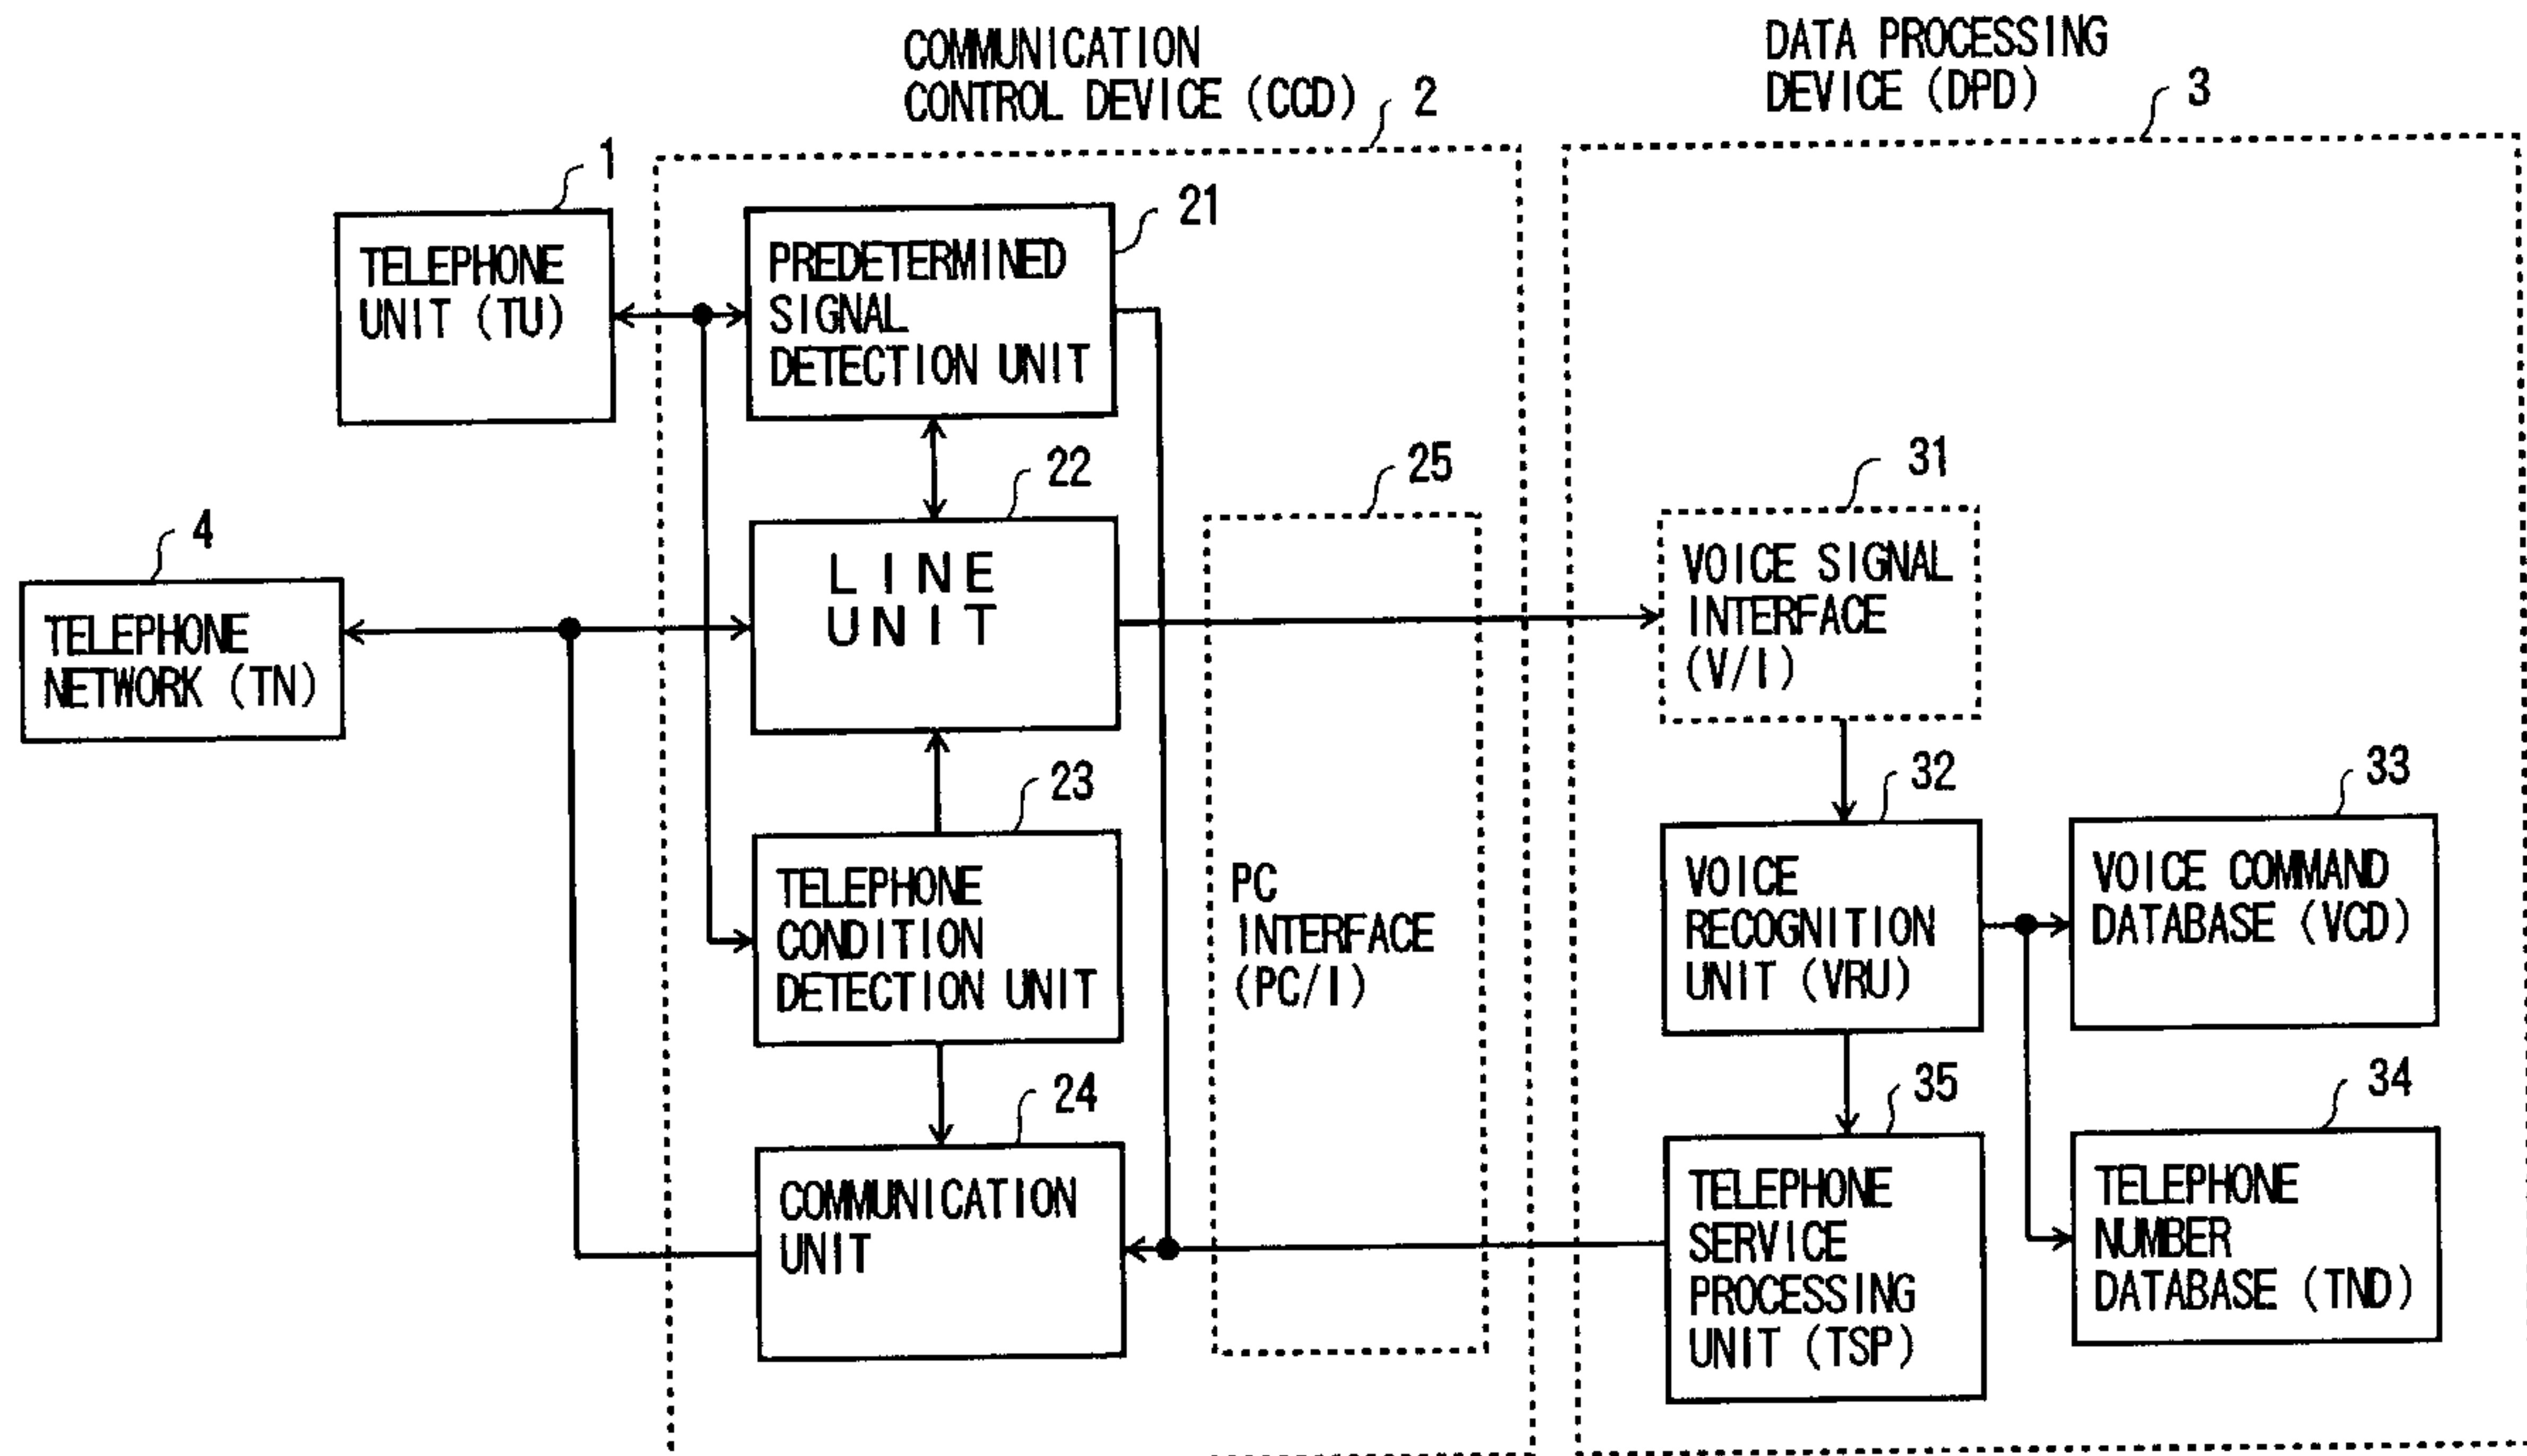 COMMUNICATION
CONTROL DEVICE (CCD)
2
DATA PROCESSING
DEVICE (DPD)
3
1
TELEPHONE
UNIT (TU)
21
PREDETERMINED
SIGNAL
DETECTION UNIT
4
TELEPHONE
NETWORK (TN)
22
LINE
UNIT
25
PC
INTERFACE
(PC/I)
31
VOICE SIGNAL
INTERFACE
(V/I)
23
TELEPHONE
CONDITION
DETECTION UNIT
32
VOICE
RECOGNITION
UNIT (VRU)
33
VOICE COMMAND
DATABASE (VCD)
24
COMMUNICATION
UNIT
35
TELEPHONE
SERVICE
PROCESSING
UNIT (TSP)
34
TELEPHONE
NUMBER
DATABASE (TND)